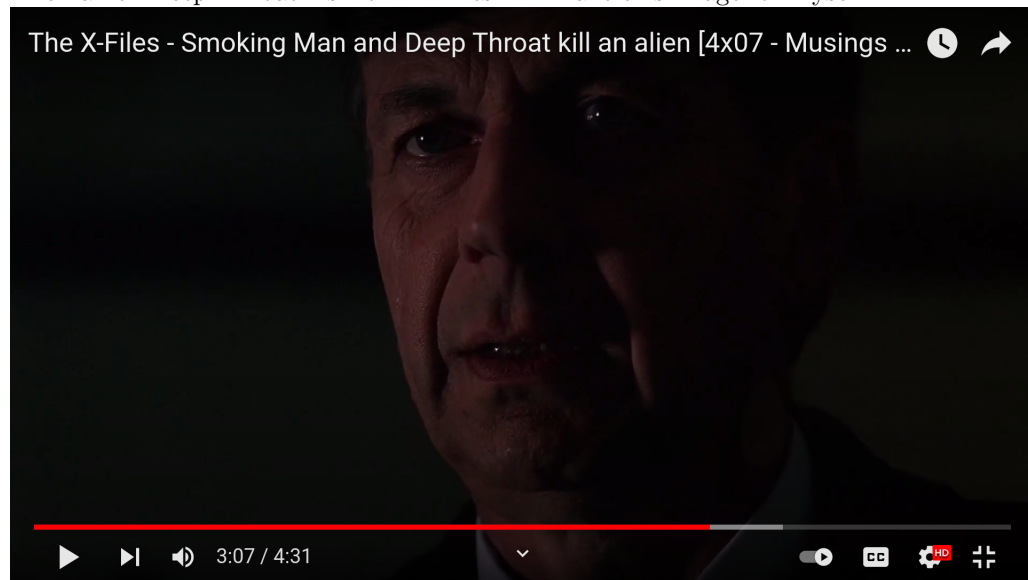 The X-Files - Smoking Man and Deep Throat kill an alien [4x07 - Musings ...
3:07 / 4:31
CC
HD